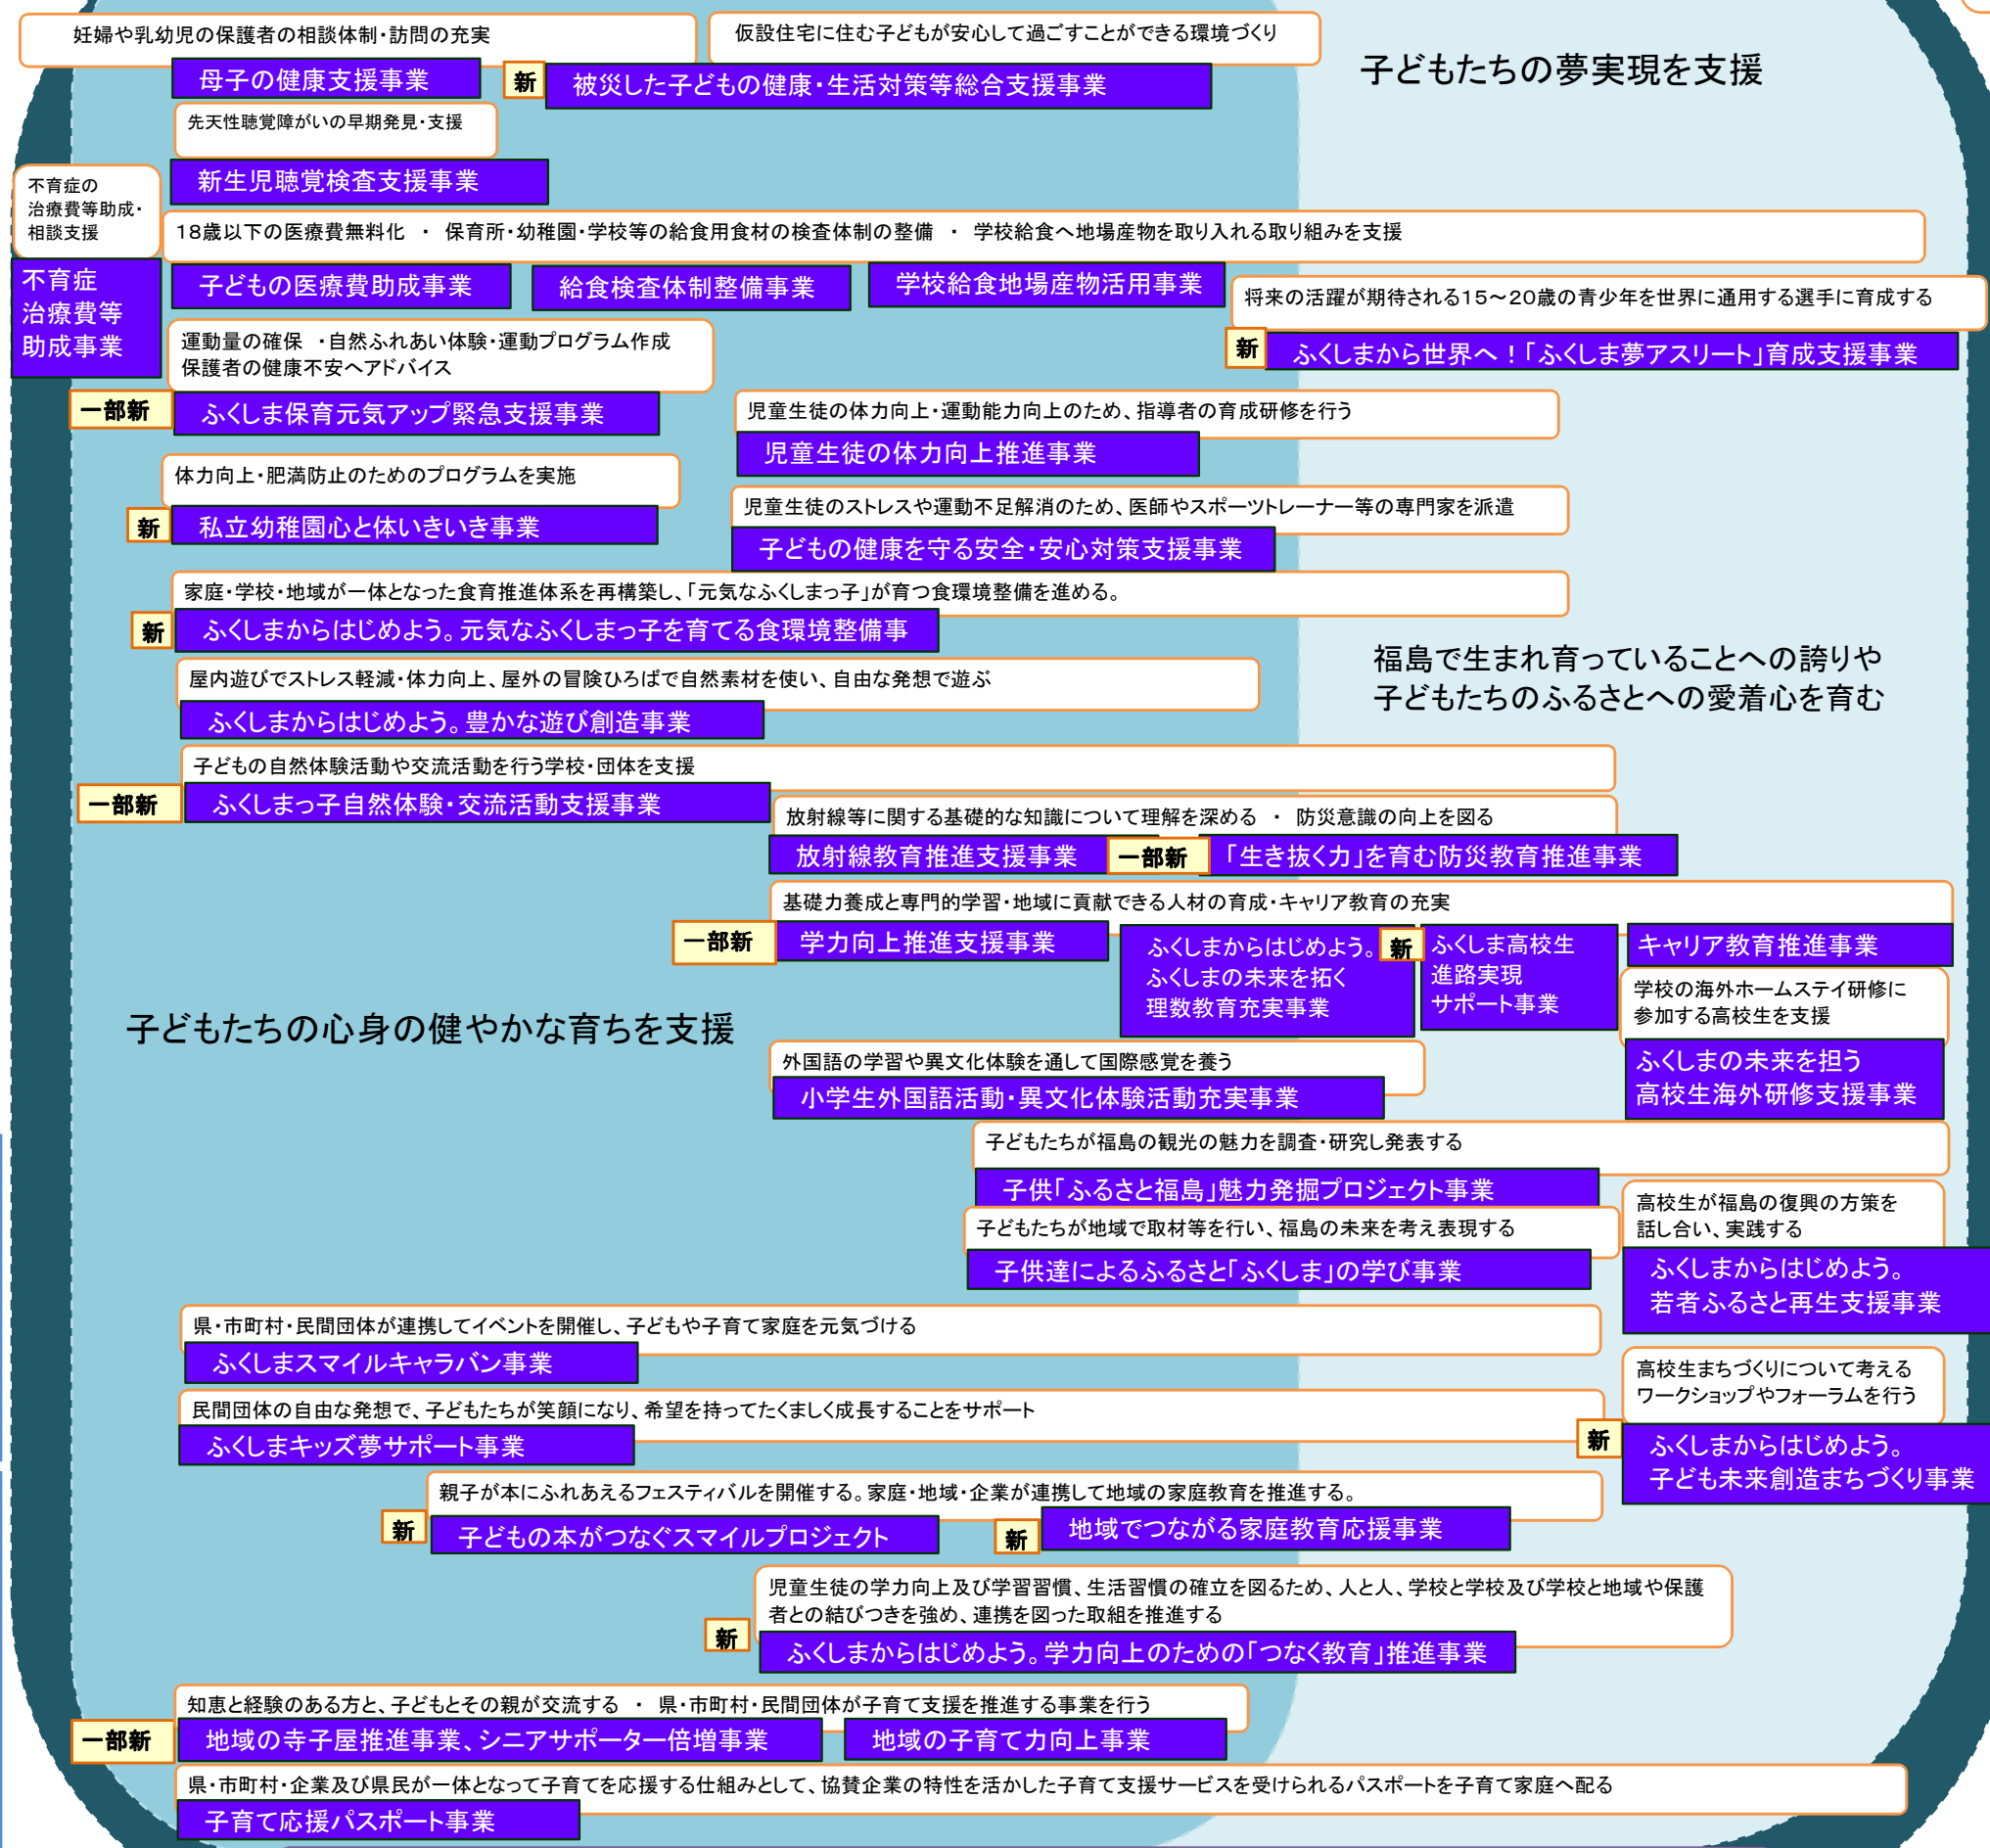 妊婦や乳幼児の保護者の相談体制・訪問の充実
仮設住宅に住む子どもが安心して過ごすことができる環境づくり
子どもたちの夢実現を支援
母子の健康支援事業
新
被災した子どもの健康・生活対策等総合支援事業
先天性聴覚障がいの早期発見・支援
新生児聴覚検査支援事業
不育症の
治療費等助成・
相談支援
不育症
治療費等
助成事業
18歳以下の医療費無料化 ・ 保育所・幼稚園・学校等の給食用食材の検査体制の整備 ・ 学校給食へ地場産物を取り入れる取り組みを支援
子どもの医療費助成事業
給食検査体制整備事業
学校給食地場産物活用事業
将来の活躍が期待される15～20歳の青少年を世界に通用する選手に育成する
新
ふくしまから世界へ！「ふくしま夢アスリート」育成支援事業
運動量の確保 ・自然ふれあい体験・運動プログラム作成
保護者の健康不安へアドバイス
一部新
ふくしま保育元気アップ緊急支援事業
児童生徒の体力向上・運動能力向上のため、指導者の育成研修を行う
児童生徒の体力向上推進事業
体力向上・肥満防止のためのプログラムを実施
新
私立幼稚園心と体いきいき事業
児童生徒のストレスや運動不足解消のため、医師やスポーツトレーナー等の専門家を派遣
子どもの健康を守る安全・安心対策支援事業
家庭・学校・地域が一体となった食育推進体系を再構築し、「元気なふくしまっ子」が育つ食環境整備を進める。
新
ふくしまからはじめよう。元気なふくしまっ子を育てる食環境整備事
福島で生まれ育っていることへの誇りや
子どもたちのふるさとへの愛着心を育む
屋内遊びでストレス軽減・体力向上、屋外の冒険ひろばで自然素材を使い、自由な発想で遊ぶ
ふくしまからはじめよう。豊かな遊び創造事業
子どもの自然体験活動や交流活動を行う学校・団体を支援
一部新
ふくしまっ子自然体験・交流活動支援事業
放射線等に関する基礎的な知識について理解を深める ・ 防災意識の向上を図る
放射線教育推進支援事業
一部新
「生き抜く力」を育む防災教育推進事業
基礎力養成と専門的学習・地域に貢献できる人材の育成・キャリア教育の充実
一部新
学力向上推進支援事業
ふくしまからはじめよう。
ふくしまの未来を拓く
理数教育充実事業
新
ふくしま高校生
進路実現
サポート事業
キャリア教育推進事業
学校の海外ホームステイ研修に
参加する高校生を支援
ふくしまの未来を担う
高校生海外研修支援事業
子どもたちの心身の健やかな育ちを支援
外国語の学習や異文化体験を通して国際感覚を養う
小学生外国語活動・異文化体験活動充実事業
子どもたちが福島の観光の魅力を調査・研究し発表する
子供「ふるさと福島」魅力発掘プロジェクト事業
子どもたちが地域で取材等を行い、福島の未来を考え表現する
子供達によるふるさと「ふくしま」の学び事業
高校生が福島の復興の方策を
話し合い、実践する
ふくしまからはじめよう。
若者ふるさと再生支援事業
県・市町村・民間団体が連携してイベントを開催し、子どもや子育て家庭を元気づける
ふくしまスマイルキャラバン事業
高校生まちづくりについて考える
ワークショップやフォーラムを行う
新
ふくしまからはじめよう。
子ども未来創造まちづくり事業
民間団体の自由な発想で、子どもたちが笑顔になり、希望を持ってたくましく成長することをサポート
ふくしまキッズ夢サポート事業
親子が本にふれあえるフェスティバルを開催する。家庭・地域・企業が連携して地域の家庭教育を推進する。
新
子どもの本がつなぐスマイルプロジェクト
新
地域でつながる家庭教育応援事業
児童生徒の学力向上及び学習習慣、生活習慣の確立を図るため、人と人、学校と学校及び学校と地域や保護
者との結びつきを強め、連携を図った取組を推進する
新
ふくしまからはじめよう。学力向上のための「つなぐ教育」推進事業
知恵と経験のある方と、子どもとその親が交流する ・ 県・市町村・民間団体が子育て支援を推進する事業を行う
一部新
地域の寺子屋推進事業、シニアサポーター倍増事業
地域の子育て力向上事業
県・市町村・企業及び県民が一体となって子育てを応援する仕組みとして、協賛企業の特性を活かした子育て支援サービスを受けられるパスポートを子育て家庭へ配る
子育て応援パスポート事業